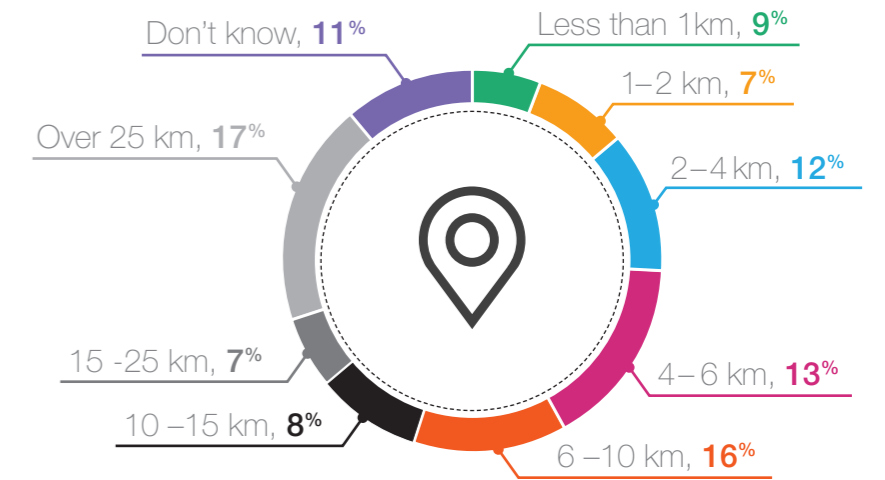 Don't know, 11%
Less than 1km, 9%
1–2 km, 7%
Over 25 km, 17%
2–4 km, 12%
15 -25 km, 7%
4–6 km, 13%
10 –15 km, 8%
6 –10 km, 16%